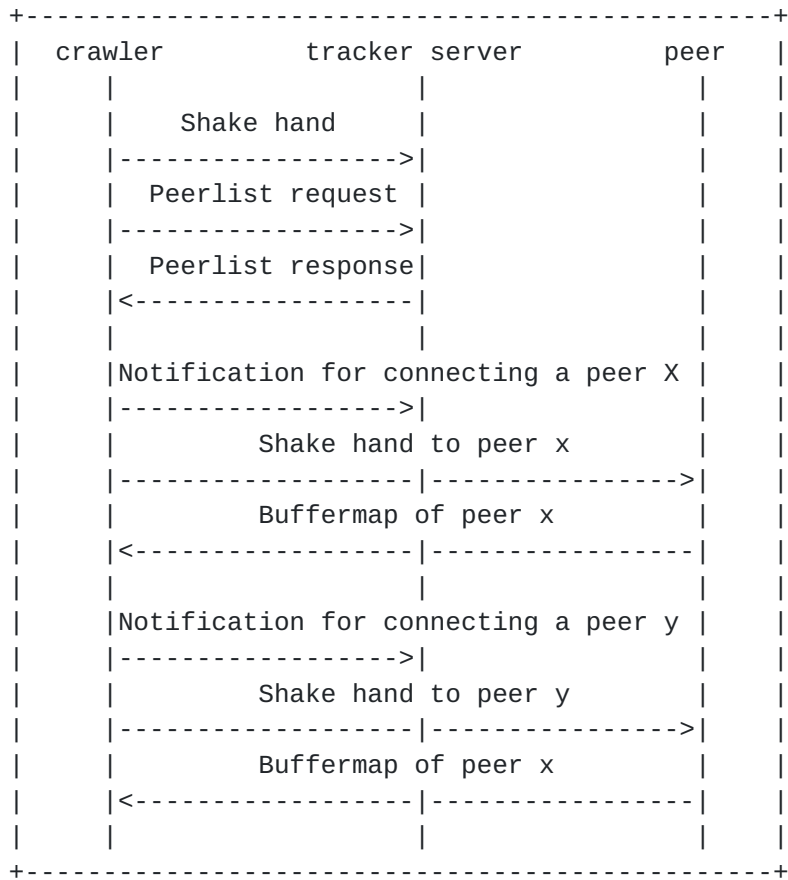 crawler tracker server peer
Shake hand
Peerlist request
Peerlist response
Notification for connecting a peer X
Shake hand to peer x
Buffermap of peer x
Notification for connecting a peer y
Shake hand to peer y
Buffermap of peer x